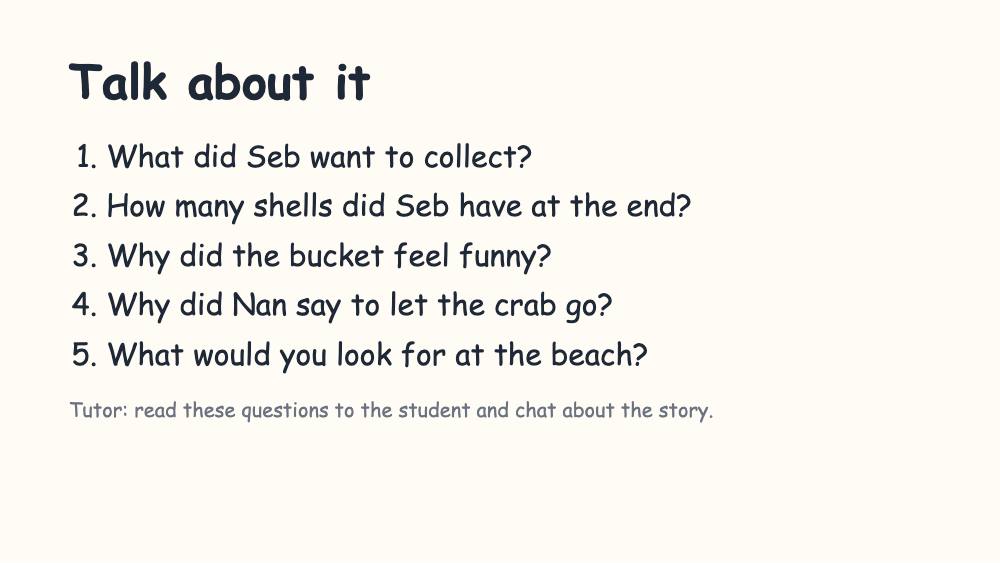 Talk about it
1. What did Seb want to collect?
2. How many shells did Seb have at the end?
3. Why did the bucket feel funny?
4. Why did Nan say to let the crab go?
5. What would you look for at the beach?
Tutor: read these questions to the student and chat about the story.